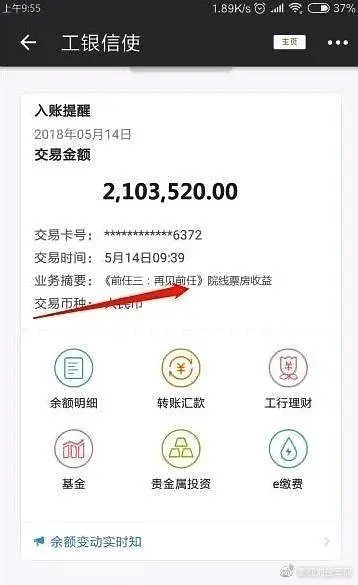 上午9:55
1.89K/s
37%
工银信使
主页
入账提醒
2018年05月14日
交易金额
2,103,520.00
交易卡号： ************6372
交易时间： 5月14日09:39
业务摘要： 《前任三：再见前任》院线票房收益
交易币种： 人民币
余额明细
转账汇款
工行理财
基金
贵金属投资
e缴费
余额变动实时知